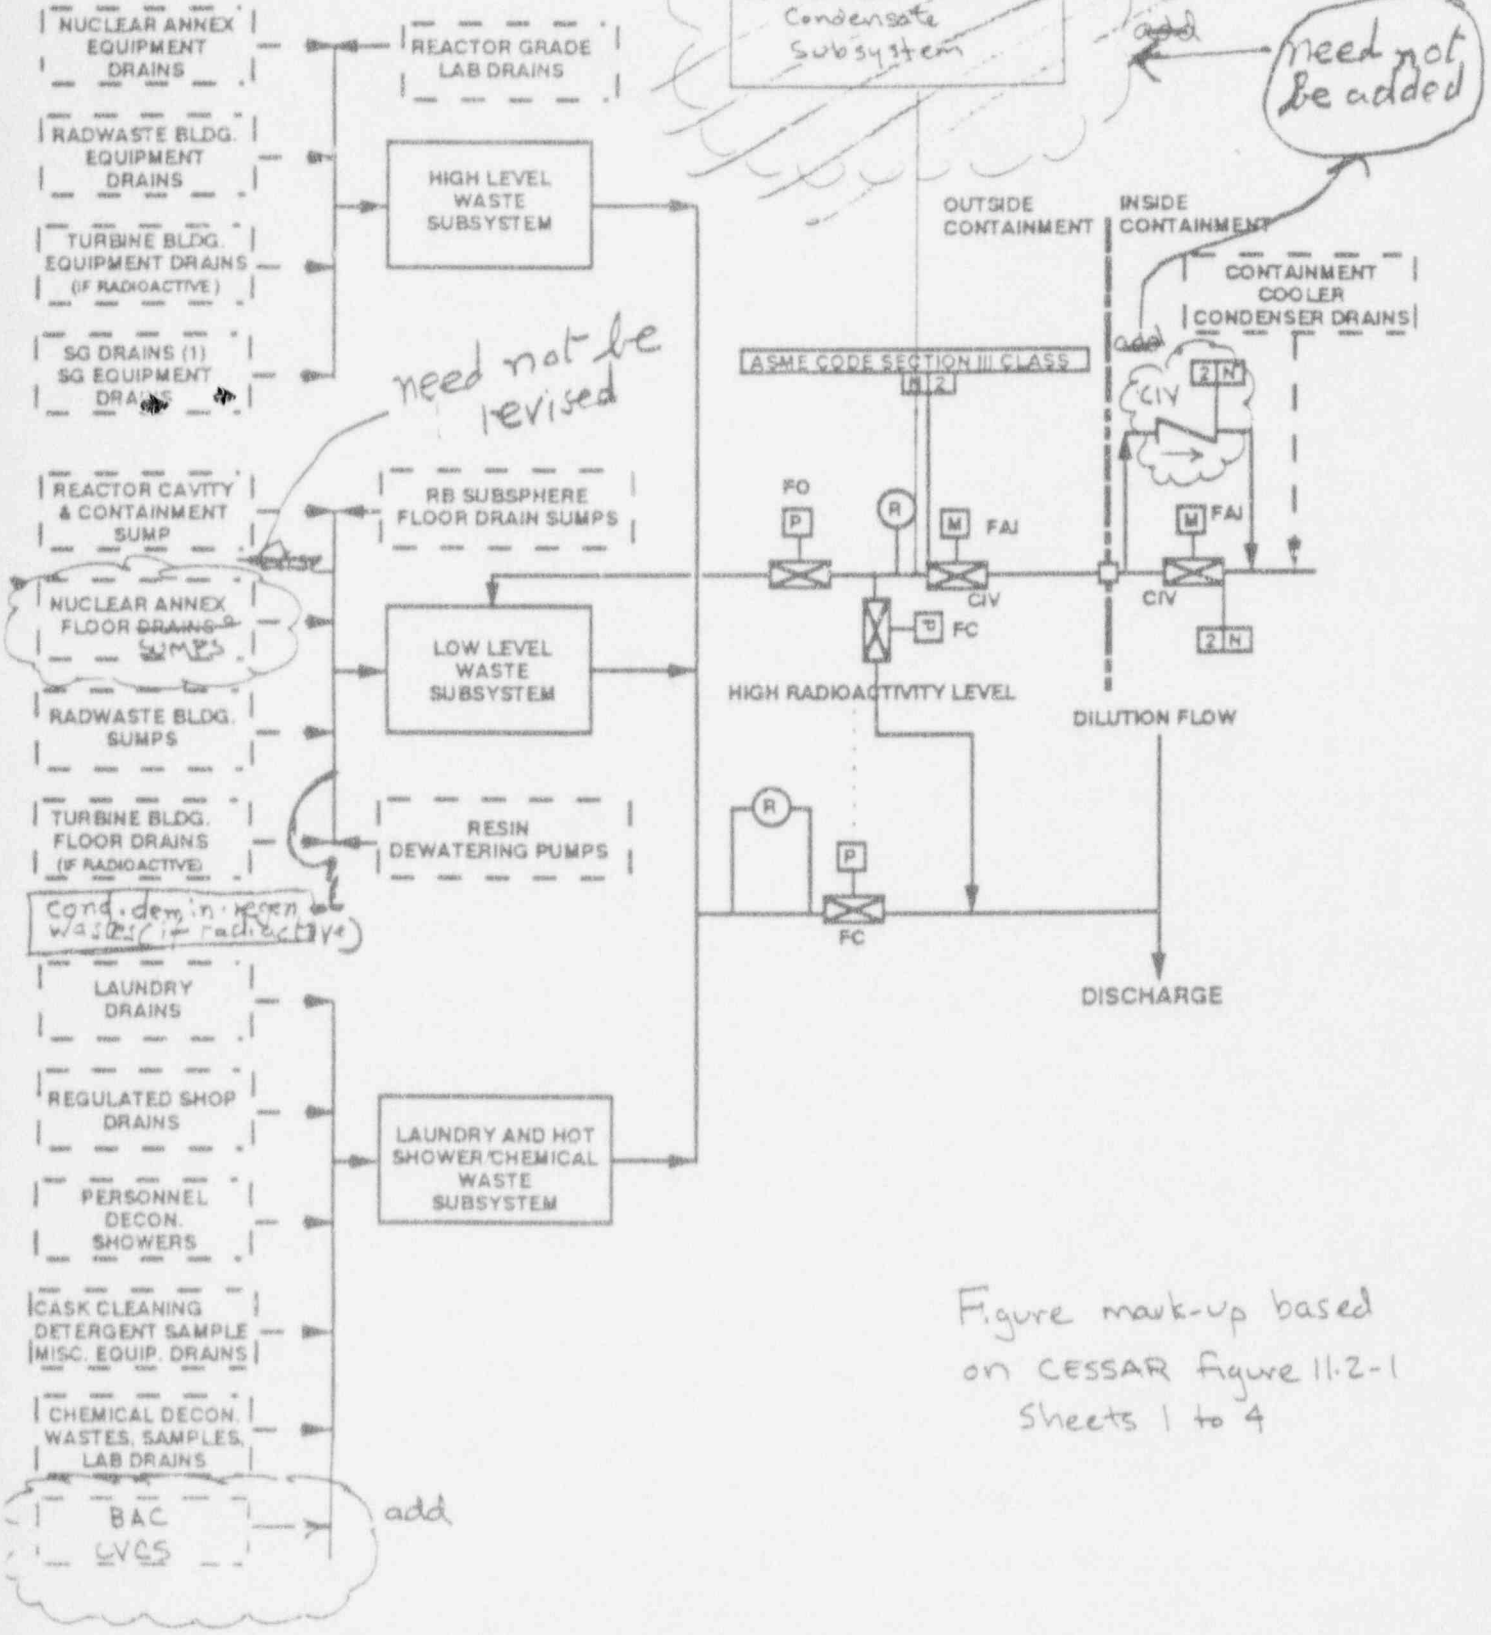 NUCLEAR ANNEX
EQUIPMENT
DRAINS
REACTOR GRADE
LAB DRAINS
Condensate
Subsystem
add
need not
be added
RADWASTE BLDG.
EQUIPMENT
DRAINS
HIGH LEVEL
WASTE
SUBSYSTEM
TURBINE BLDG.
EQUIPMENT DRAINS
(IF RADIOACTIVE)
SG DRAINS (1)
SG EQUIPMENT
DRAINS
need not be
revised
OUTSIDE
CONTAINMENT
INSIDE
CONTAINMENT
CONTAINMENT
COOLER
CONDENSER DRAINS
add
ASME CODE SECTION III CLASS
N 2
2 N
CIV
REACTOR CAVITY
& CONTAINMENT
SUMP
RB SUBSPHERE
FLOOR DRAIN SUMPS
FO
P
R
M FAI
M FAI
CIV
CIV
2 N
P FC
NUCLEAR ANNEX
FLOOR DRAINS
SUMPS
LOW LEVEL
WASTE
SUBSYSTEM
HIGH RADIOACTIVITY LEVEL
DILUTION FLOW
RADWASTE BLDG.
SUMPS
TURBINE BLDG.
FLOOR DRAINS
(IF RADIOACTIVE)
RESIN
DEWATERING PUMPS
R
P
FC
cond. demin. regen
wastes (if radioactive)
DISCHARGE
LAUNDRY
DRAINS
REGULATED SHOP
DRAINS
LAUNDRY AND HOT
SHOWER/CHEMICAL
WASTE
SUBSYSTEM
PERSONNEL
DECON.
SHOWERS
CASK CLEANING
DETERGENT SAMPLE
MISC. EQUIP. DRAINS
CHEMICAL DECON.
WASTES, SAMPLES,
LAB DRAINS
BAC
CVCS
add
Figure mark-up based
on CESSAR figure 11.2-1
Sheets 1 to 4